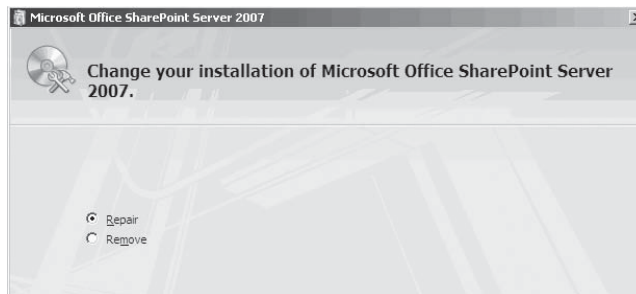 Microsoft Office SharePoint Server 2007
Change your installation of Microsoft Office SharePoint Server
2007.
Repair
Remove